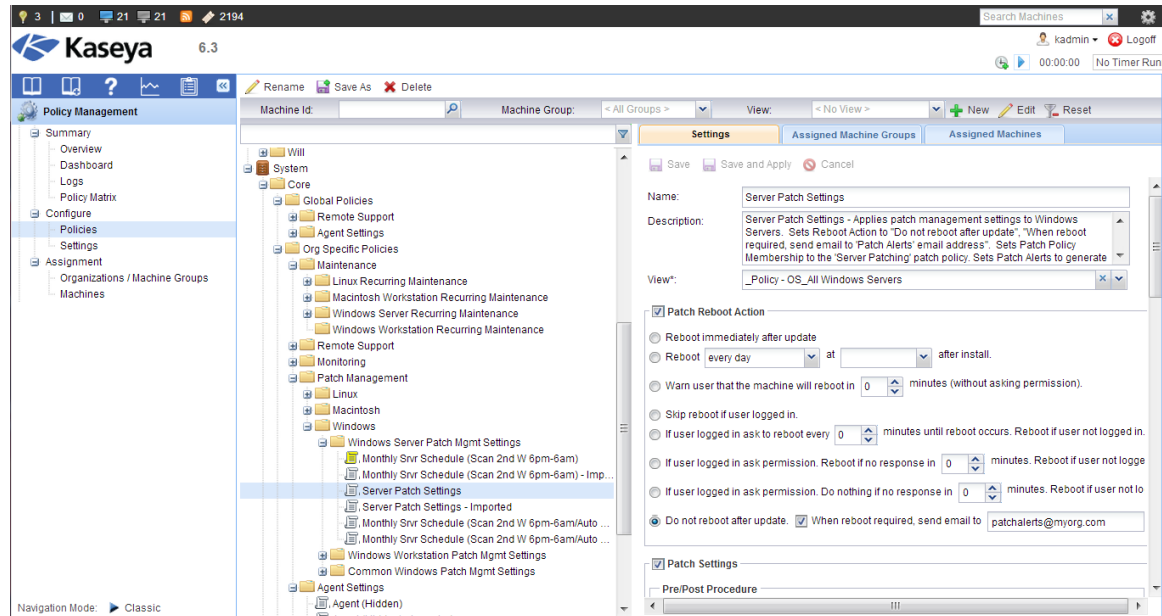 3 0 21 21 2194 Search Machines
Kaseya 6.3 kadmin Logoff
00:00:00 No Timer Run
Rename Save As Delete
Policy Management
Machine Id: Machine Group: < All Groups > View: < No View > New Edit Reset
Summary
Overview
Dashboard
Logs
Policy Matrix
Configure
Policies
Settings
Assignment
Organizations / Machine Groups
Machines
Navigation Mode: Classic
Will
System
Core
Global Policies
Remote Support
Agent Settings
Org Specific Policies
Maintenance
Linux Recurring Maintenance
Macintosh Workstation Recurring Maintenance
Windows Server Recurring Maintenance
Windows Workstation Recurring Maintenance
Remote Support
Monitoring
Patch Management
Linux
Macintosh
Windows
Windows Server Patch Mgmt Settings
Monthly Srvr Schedule (Scan 2nd W 6pm-6am)
Monthly Srvr Schedule (Scan 2nd W 6pm-6am) - Imp...
Server Patch Settings
Server Patch Settings - Imported
Monthly Srvr Schedule (Scan 2nd W 6pm-6am/Auto ...
Monthly Srvr Schedule (Scan 2nd W 6pm-6am/Auto ...
Windows Workstation Patch Mgmt Settings
Common Windows Patch Mgmt Settings
Agent Settings
Agent (Hidden)
Settings Assigned Machine Groups Assigned Machines
Save Save and Apply Cancel
Name: Server Patch Settings
Description: Server Patch Settings - Applies patch management settings to Windows
Servers. Sets Reboot Action to "Do not reboot after update", "When reboot
required, send email to 'Patch Alerts' email address". Sets Patch Policy
Membership to the 'Server Patching' patch policy. Sets Patch Alerts to generate
View*: _Policy - OS_All Windows Servers
Patch Reboot Action
Reboot immediately after update
Reboot every day at after install.
Warn user that the machine will reboot in 0 minutes (without asking permission).
Skip reboot if user logged in.
If user logged in ask to reboot every 0 minutes until reboot occurs. Reboot if user not logged in.
If user logged in ask permission. Reboot if no response in 0 minutes. Reboot if user not logge
If user logged in ask permission. Do nothing if no response in 0 minutes. Reboot if user not lo
Do not reboot after update. When reboot required, send email to patchalerts@myorg.com
Patch Settings
Pre/Post Procedure